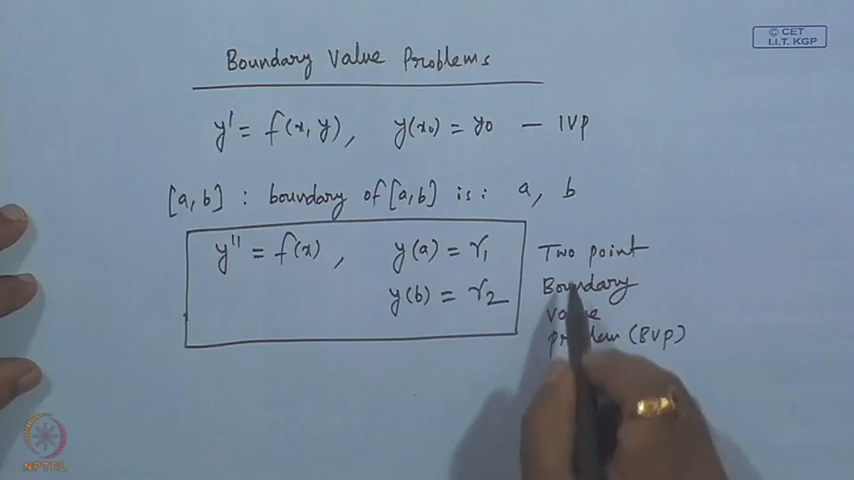 © CET
I.I.T. KGP
Boundary Value Problems
y' = f(x, y), y(x0) = y0 — IVP
[a, b] : boundary of [a, b] is : a, b
y'' = f(x), y(a) = γ1
y(b) = γ2
Two point
Boundary
value
problem (BVP)
NPTEL